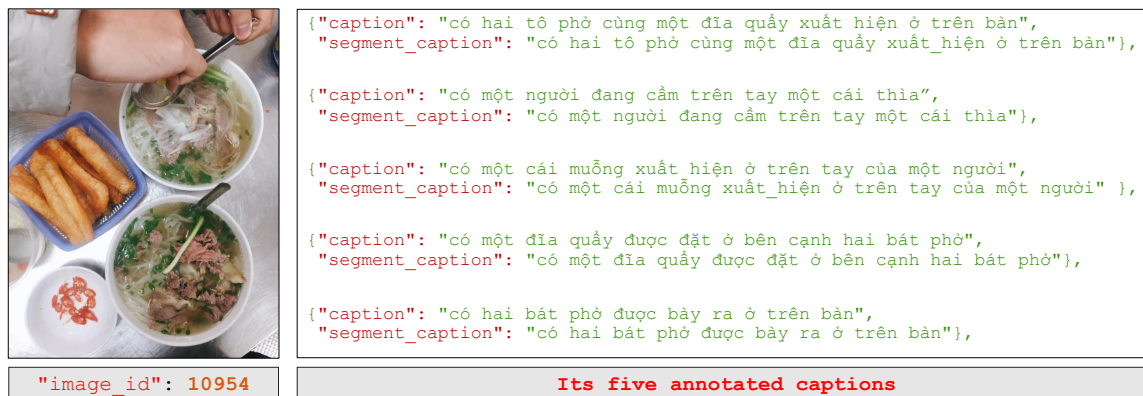 {"caption": "có hai tô phở cùng một đĩa quẩy xuất hiện ở trên bàn",
"segment_caption": "có hai tô phở cùng một đĩa quẩy xuất_hiện ở trên bàn"},
{"caption": "có một người đang cầm trên tay một cái thìa”,
"segment_caption": "có một người đang cầm trên tay một cái thìa"},
{"caption": "có một cái muỗng xuất hiện ở trên tay của một người",
"segment_caption": "có một cái muỗng xuất_hiện ở trên tay của một người" },
{"caption": "có một đĩa quẩy được đặt ở bên cạnh hai bát phở",
"segment_caption": "có một đĩa quẩy được đặt ở bên cạnh hai bát phở"},
{"caption": "có hai bát phở được bày ra ở trên bàn",
"segment_caption": "có hai bát phở được bày ra ở trên bàn"},
"image_id": 10954
Its five annotated captions